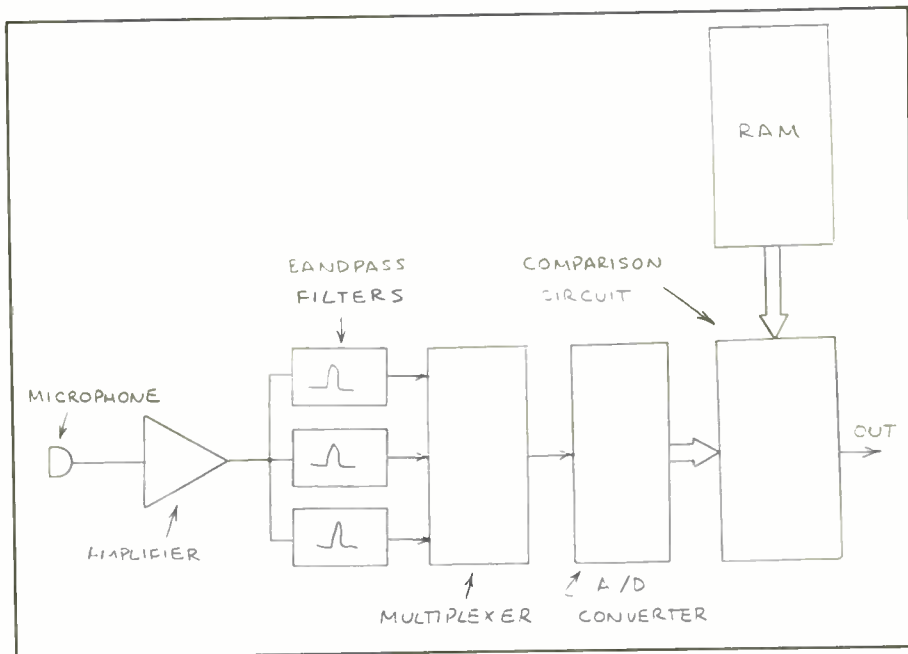 RAM
BANDPASS
FILTERS
COMPARISON
CIRCUIT
MICROPHONE
OUT
AMPLIFIER
A/D
MULTIPLEXER
CONVERTER